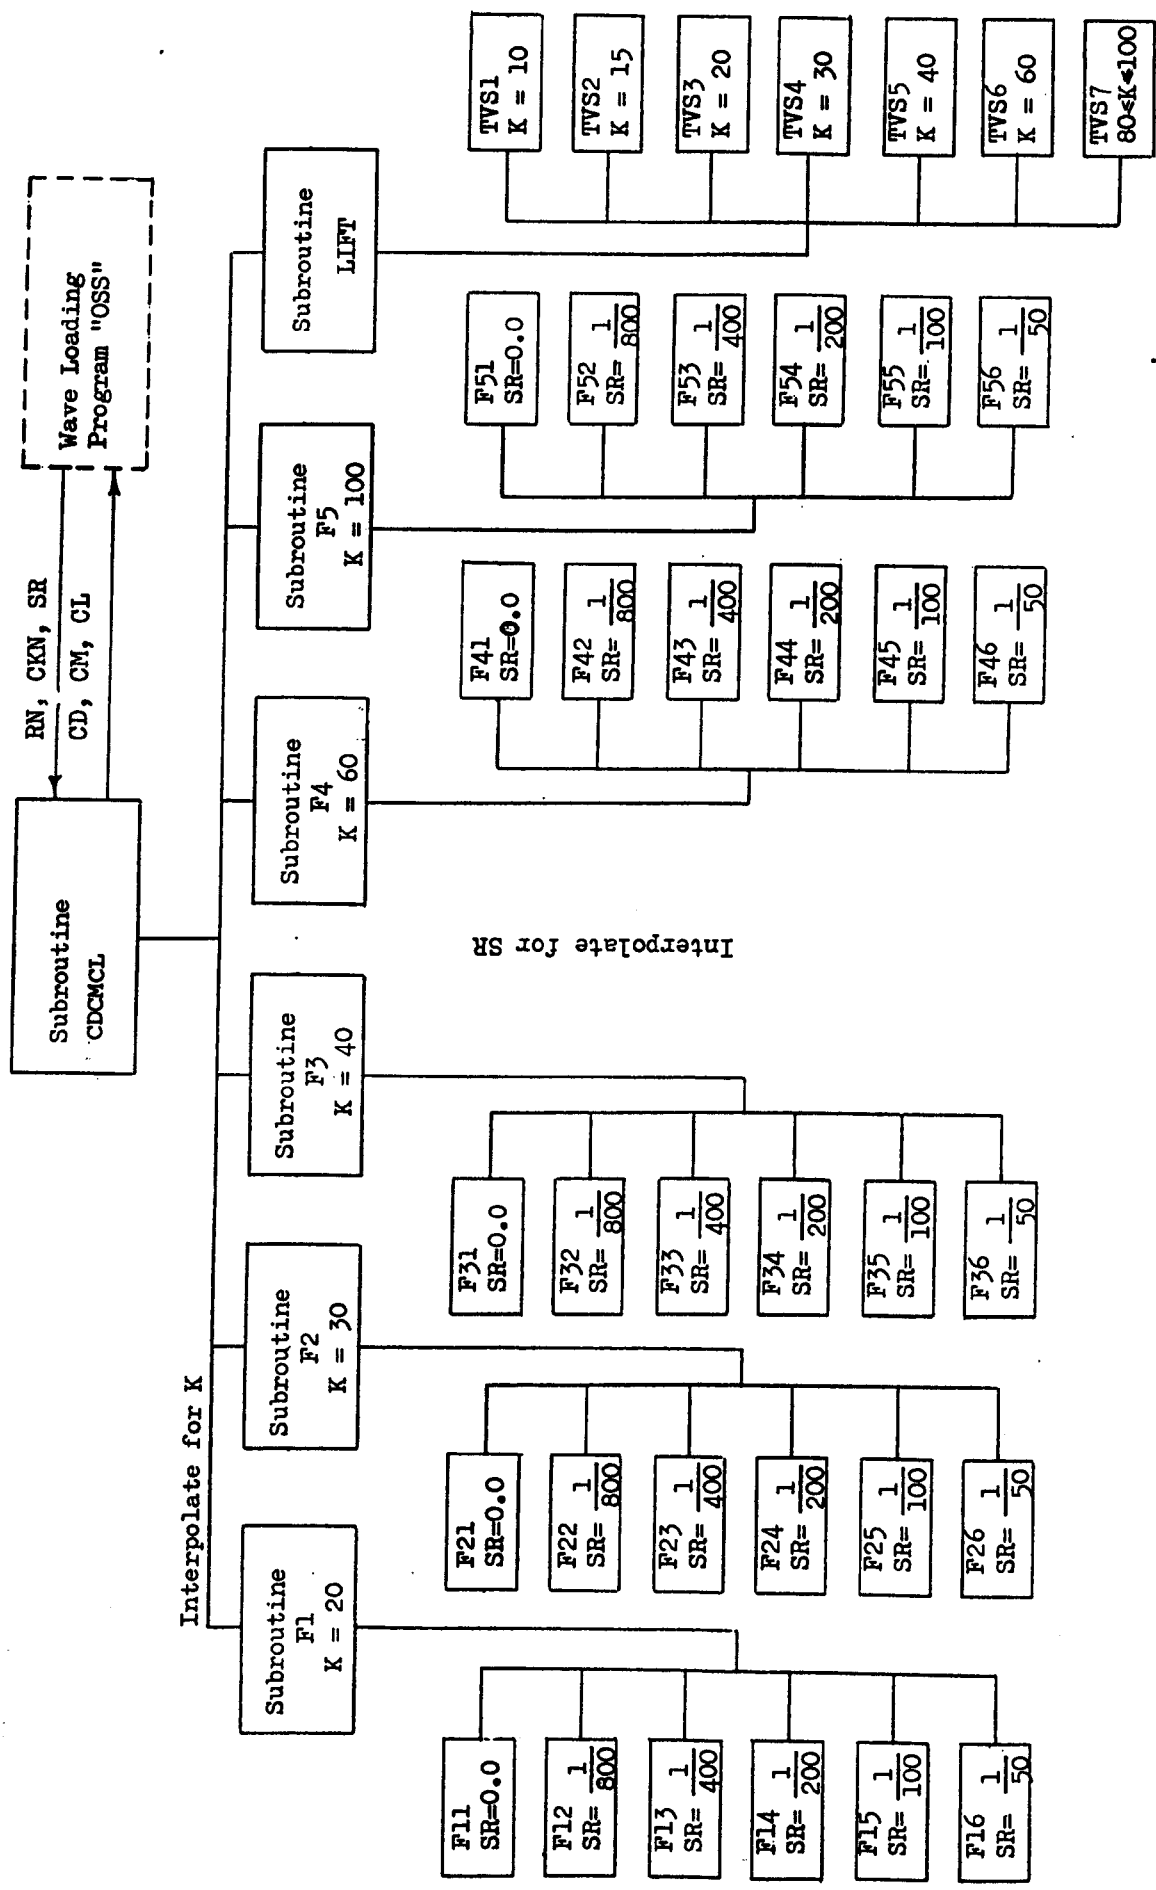 Subroutine
CDCMCL
RN, CKN, SR
CD, CM, CL
Wave Loading
Program "OSS"
Interpolate for K
Subroutine
F1
K = 20
Subroutine
F2
K = 30
Subroutine
F3
K = 40
Subroutine
F4
K = 60
Subroutine
F5
K = 100
Subroutine
LIFT
Interpolate for SR
F11
SR=0.0
F12
SR= 1/800
F13
SR= 1/400
F14
SR= 1/200
F15
SR= 1/100
F16
SR= 1/50
F21
SR=0.0
F22
SR= 1/800
F23
SR= 1/400
F24
SR= 1/200
F25
SR= 1/100
F26
SR= 1/50
F31
SR=0.0
F32
SR= 1/800
F33
SR= 1/400
F34
SR= 1/200
F35
SR= 1/100
F36
SR= 1/50
F41
SR=0.0
F42
SR= 1/800
F43
SR= 1/400
F44
SR= 1/200
F45
SR= 1/100
F46
SR= 1/50
F51
SR=0.0
F52
SR= 1/800
F53
SR= 1/400
F54
SR= 1/200
F55
SR= 1/100
F56
SR= 1/50
TVS1
K = 10
TVS2
K = 15
TVS3
K = 20
TVS4
K = 30
TVS5
K = 40
TVS6
K = 60
TVS7
80≤K≤100